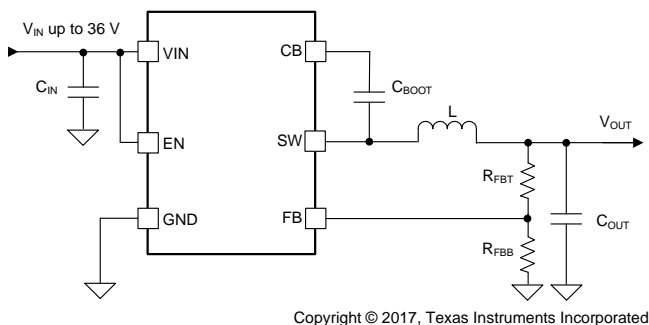 VIN up to 36 V
VIN
CB
CIN
CBOOT
L
VOUT
EN
SW
RFBT
GND
FB
COUT
RFBB
Copyright © 2017, Texas Instruments Incorporated